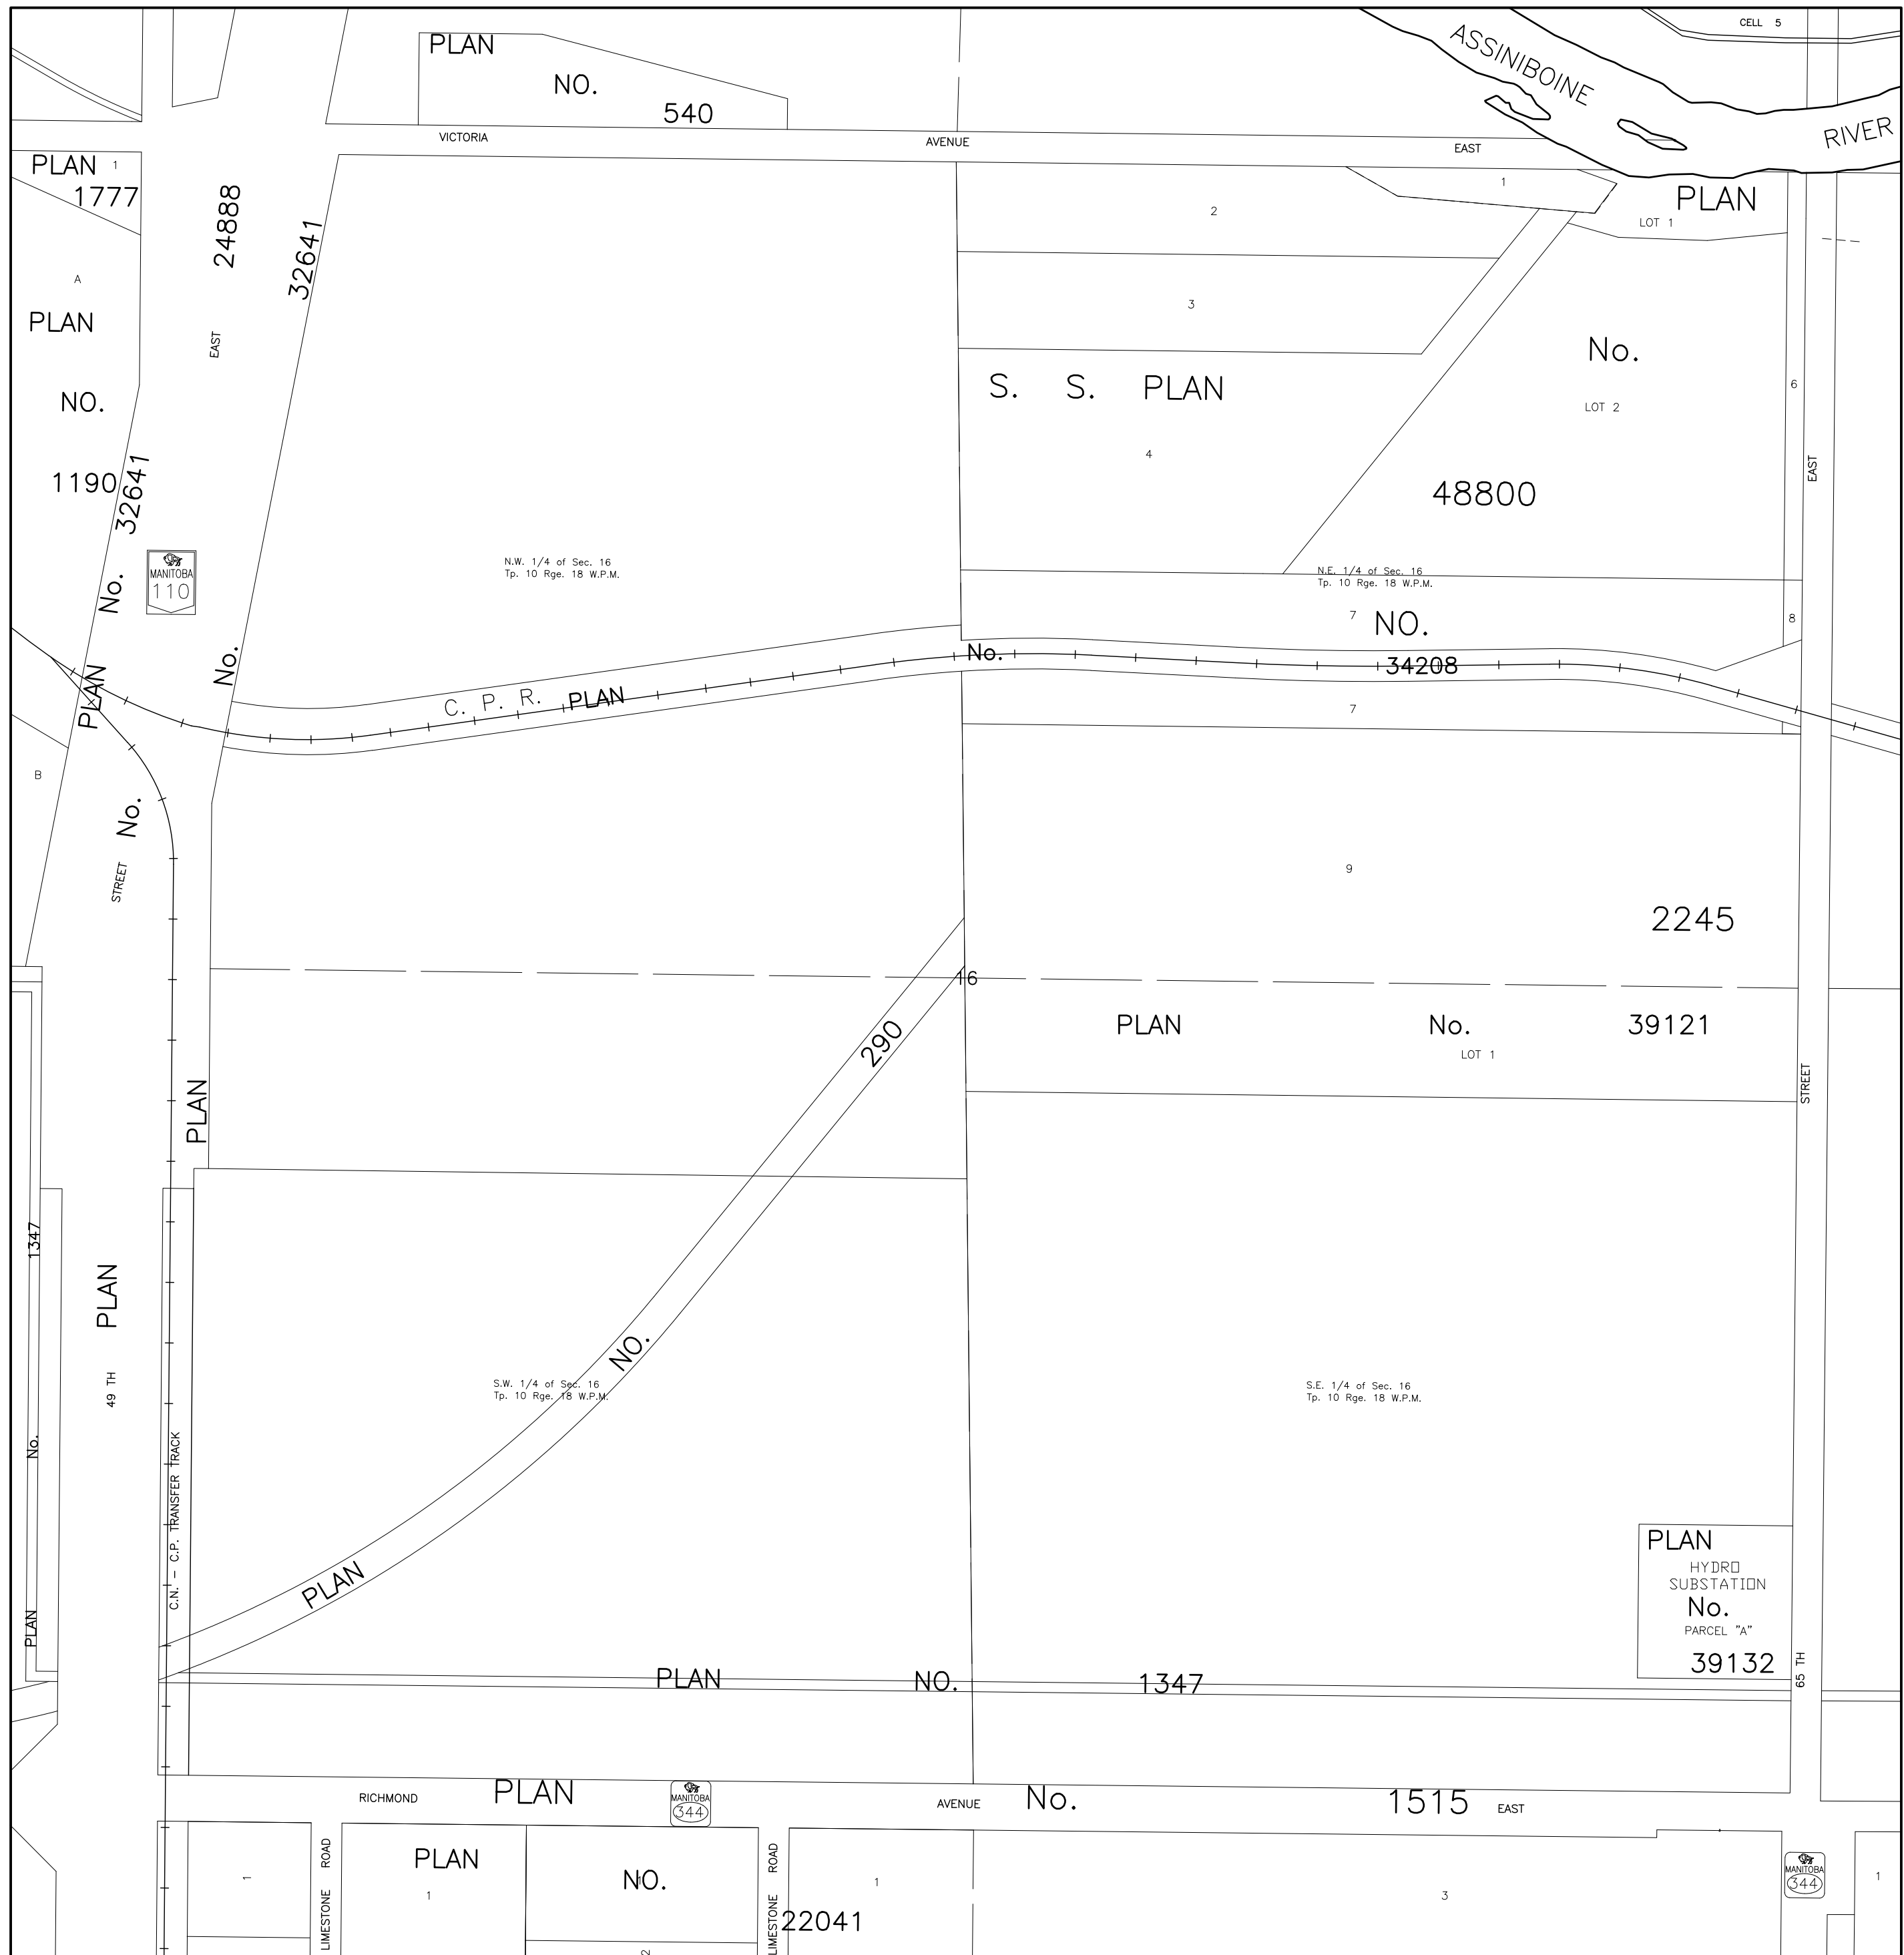 CELL 5
ASSINIBOINE
RIVER
PLAN
NO.
540
VICTORIA AVENUE EAST
PLAN 1
1777
24888
32641
EAST
A
PLAN
NO.
1190
32641
No.
PLAN
MANITOBA
110
No.
B
No.
STREET
1
2
3
PLAN
LOT 1
No.
LOT 2
48800
S. S. PLAN
4
6
EAST
N.W. 1/4 of Sec. 16
Tp. 10 Rge. 18 W.P.M.
N.E. 1/4 of Sec. 16
Tp. 10 Rge. 18 W.P.M.
7
NO.
8
C. P. R. PLAN No. 34208
7
9
2245
16
PLAN No. 39121
LOT 1
290
PLAN
STREET
1347
PLAN
49 TH
No.
PLAN
C.N. - C.P. TRANSFER TRACK
NO.
S.W. 1/4 of Sec. 16
Tp. 10 Rge. 18 W.P.M.
S.E. 1/4 of Sec. 16
Tp. 10 Rge. 18 W.P.M.
PLAN
PLAN
HYDRO
SUBSTATION
No.
PARCEL "A"
39132
65 TH
PLAN NO. 1347
RICHMOND AVENUE EAST
PLAN No. 1515
MANITOBA
344
1
LIMESTONE ROAD
PLAN
1
NO.
1
2
LIMESTONE ROAD
22041
1
3
MANITOBA
344
1